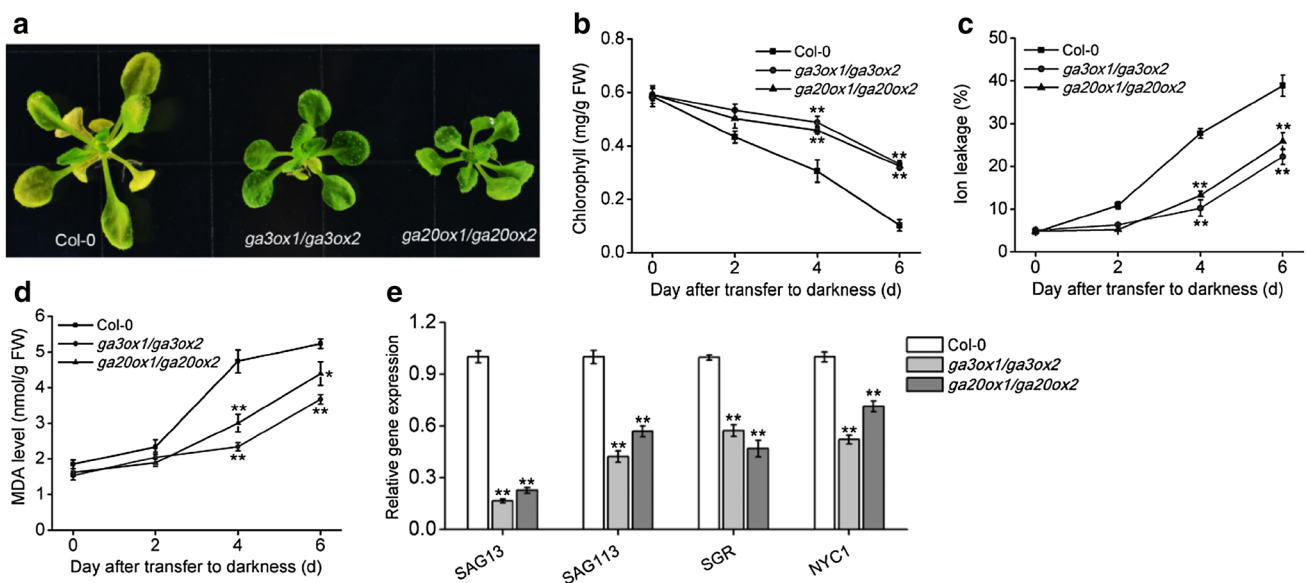 a
Col-0
ga3ox1/ga3ox2
ga20ox1/ga20ox2
b
Chlorophyll (mg/g FW)
0.8
0.6
0.4
0.2
0.0
Col-0
ga3ox1/ga3ox2
ga20ox1/ga20ox2
**
**
**
**
0 2 4 6
Day after transfer to darkness (d)
c
Ion leakage (%)
50
40
30
20
10
0
Col-0
ga3ox1/ga3ox2
ga20ox1/ga20ox2
**
**
**
**
0 2 4 6
Day after transfer to darkness (d)
d
MDA level (nmol/g FW)
6
5
4
3
2
1
0
Col-0
ga3ox1/ga3ox2
ga20ox1/ga20ox2
**
**
*
**
0 2 4 6
Day after transfer to darkness (d)
e
Relative gene expression
1.2
0.9
0.6
0.3
0.0
** **
** **
** **
** **
SAG13 SAG113 SGR NYC1
Col-0
ga3ox1/ga3ox2
ga20ox1/ga20ox2